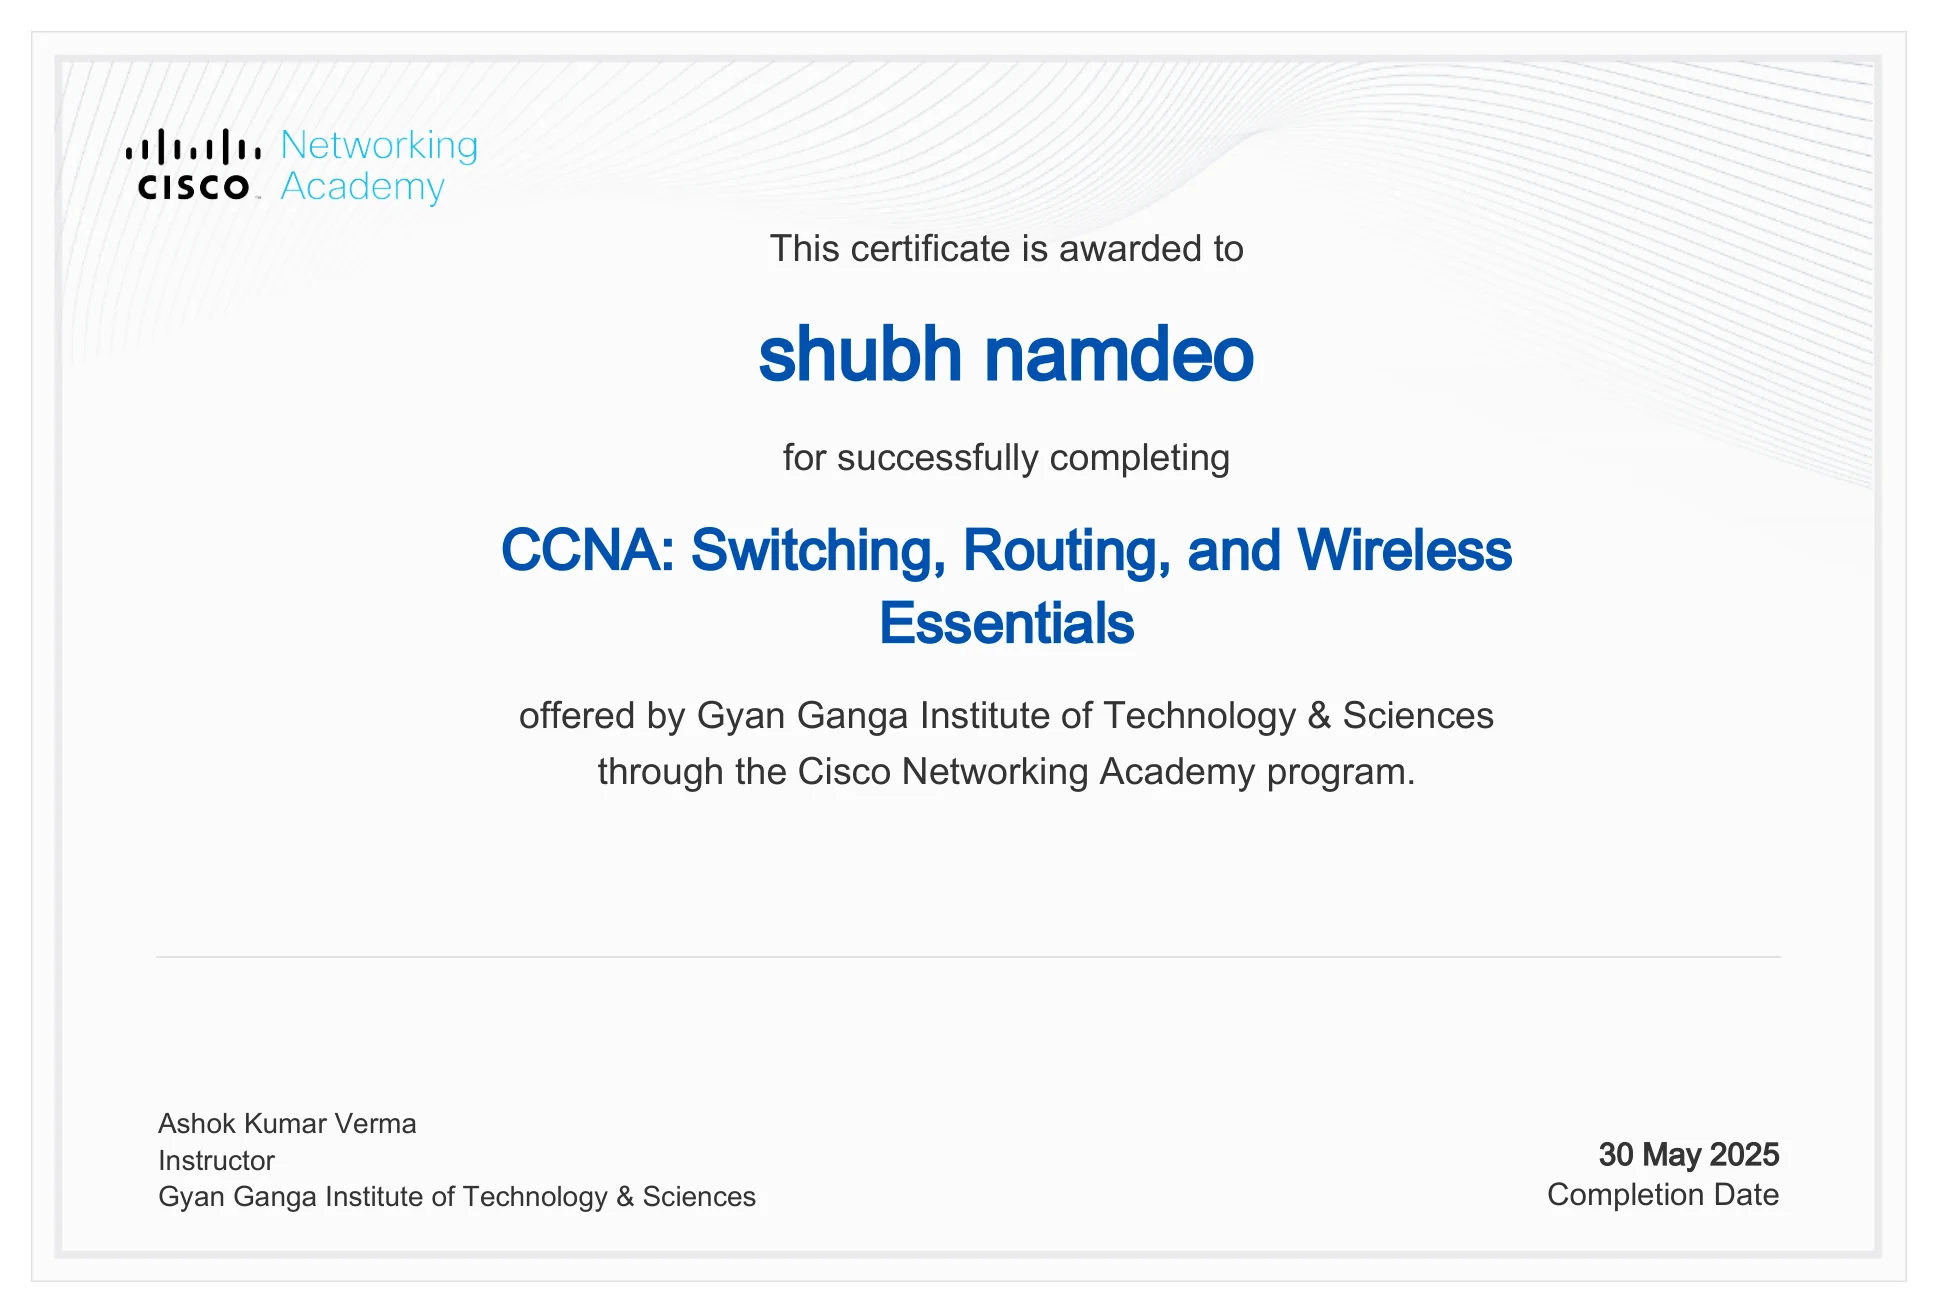 Networking
CISCO Academy
This certificate is awarded to
shubh namdeo
for successfully completing
CCNA: Switching, Routing, and Wireless
Essentials
offered by Gyan Ganga Institute of Technology & Sciences
through the Cisco Networking Academy program.
Ashok Kumar Verma
Instructor
Gyan Ganga Institute of Technology & Sciences
30 May 2025
Completion Date